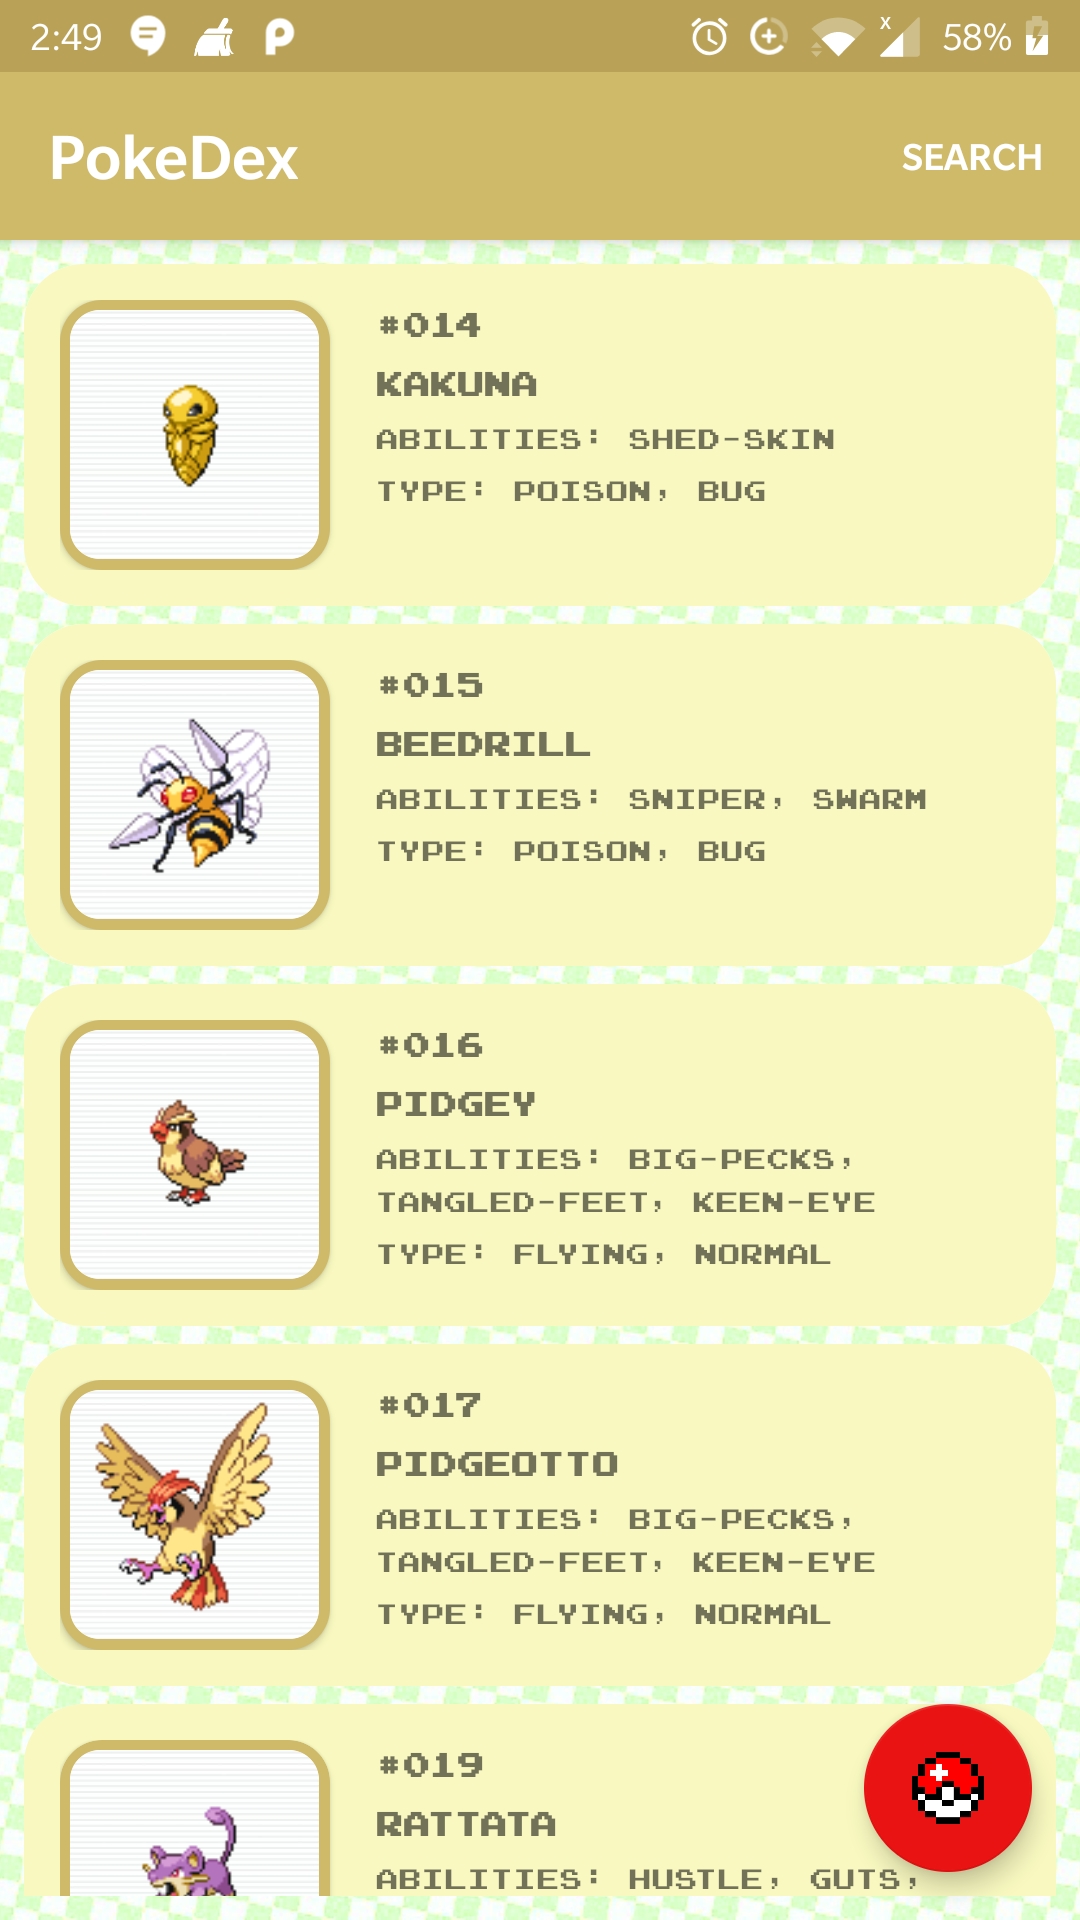 2:49
58%
PokeDex
SEARCH
#014
KAKUNA
ABILITIES: SHED-SKIN
TYPE: POISON, BUG
#015
BEEDRILL
ABILITIES: SNIPER, SWARM
TYPE: POISON, BUG
#016
PIDGEY
ABILITIES: BIG-PECKS,
TANGLED-FEET, KEEN-EYE
TYPE: FLYING, NORMAL
#017
PIDGEOTTO
ABILITIES: BIG-PECKS,
TANGLED-FEET, KEEN-EYE
TYPE: FLYING, NORMAL
#019
RATTATA
ABILITIES: HUSTLE, GUTS,